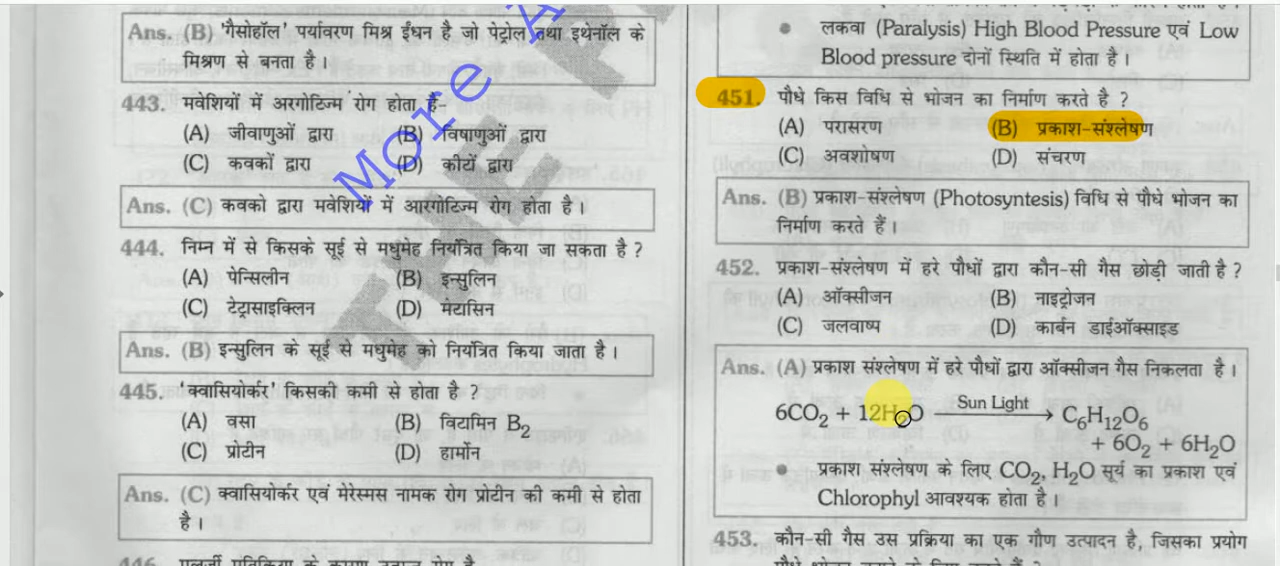 Ans. (B) 'गैसोहॉल' पर्यावरण मिश्र ईंधन है जो पेट्रोल तथा इथेनॉल के
मिश्रण से बनता है।
443. मवेशियों में अरगोटिज्म रोग होता है-
(A) जीवाणुओं द्वारा (B) विषाणुओं द्वारा
(C) कवकों द्वारा (D) कीटों द्वारा
Ans. (C) कवको द्वारा मवेशियों में आरगोटिज्म रोग होता है।
444. निम्न में से किसके सूई से मधुमेह नियंत्रित किया जा सकता है ?
(A) पेन्सिलीन (B) इन्सुलिन
(C) टेट्रासाइक्लिन (D) मेटासिन
Ans. (B) इन्सुलिन के सूई से मधुमेह को नियंत्रित किया जाता है।
445. 'क्वासियोर्कर' किसकी कमी से होता है ?
(A) वसा (B) विटामिन B2
(C) प्रोटीन (D) हार्मोन
Ans. (C) क्वासियोर्कर एवं मेरेस्मस नामक रोग प्रोटीन की कमी से होता
है।
More
● लकवा (Paralysis) High Blood Pressure एवं Low
Blood pressure दोनों स्थिति में होता है।
451. पौधे किस विधि से भोजन का निर्माण करते है ?
(A) परासरण (B) प्रकाश-संश्लेषण
(C) अवशोषण (D) संचरण
Ans. (B) प्रकाश-संश्लेषण (Photosyntesis) विधि से पौधे भोजन का
निर्माण करते हैं।
452. प्रकाश-संश्लेषण में हरे पौधों द्वारा कौन-सी गैस छोड़ी जाती है ?
(A) ऑक्सीजन (B) नाइट्रोजन
(C) जलवाष्प (D) कार्बन डाईऑक्साइड
Ans. (A) प्रकाश संश्लेषण में हरे पौधों द्वारा ऑक्सीजन गैस निकलता है।
6CO2 + 12H2O Sun Light → C6H12O6
+ 6O2 + 6H2O
● प्रकाश संश्लेषण के लिए CO2, H2O सूर्य का प्रकाश एवं
Chlorophyl आवश्यक होता है।
453. कौन-सी गैस उस प्रक्रिया का एक गौण उत्पादन है, जिसका प्रयोग